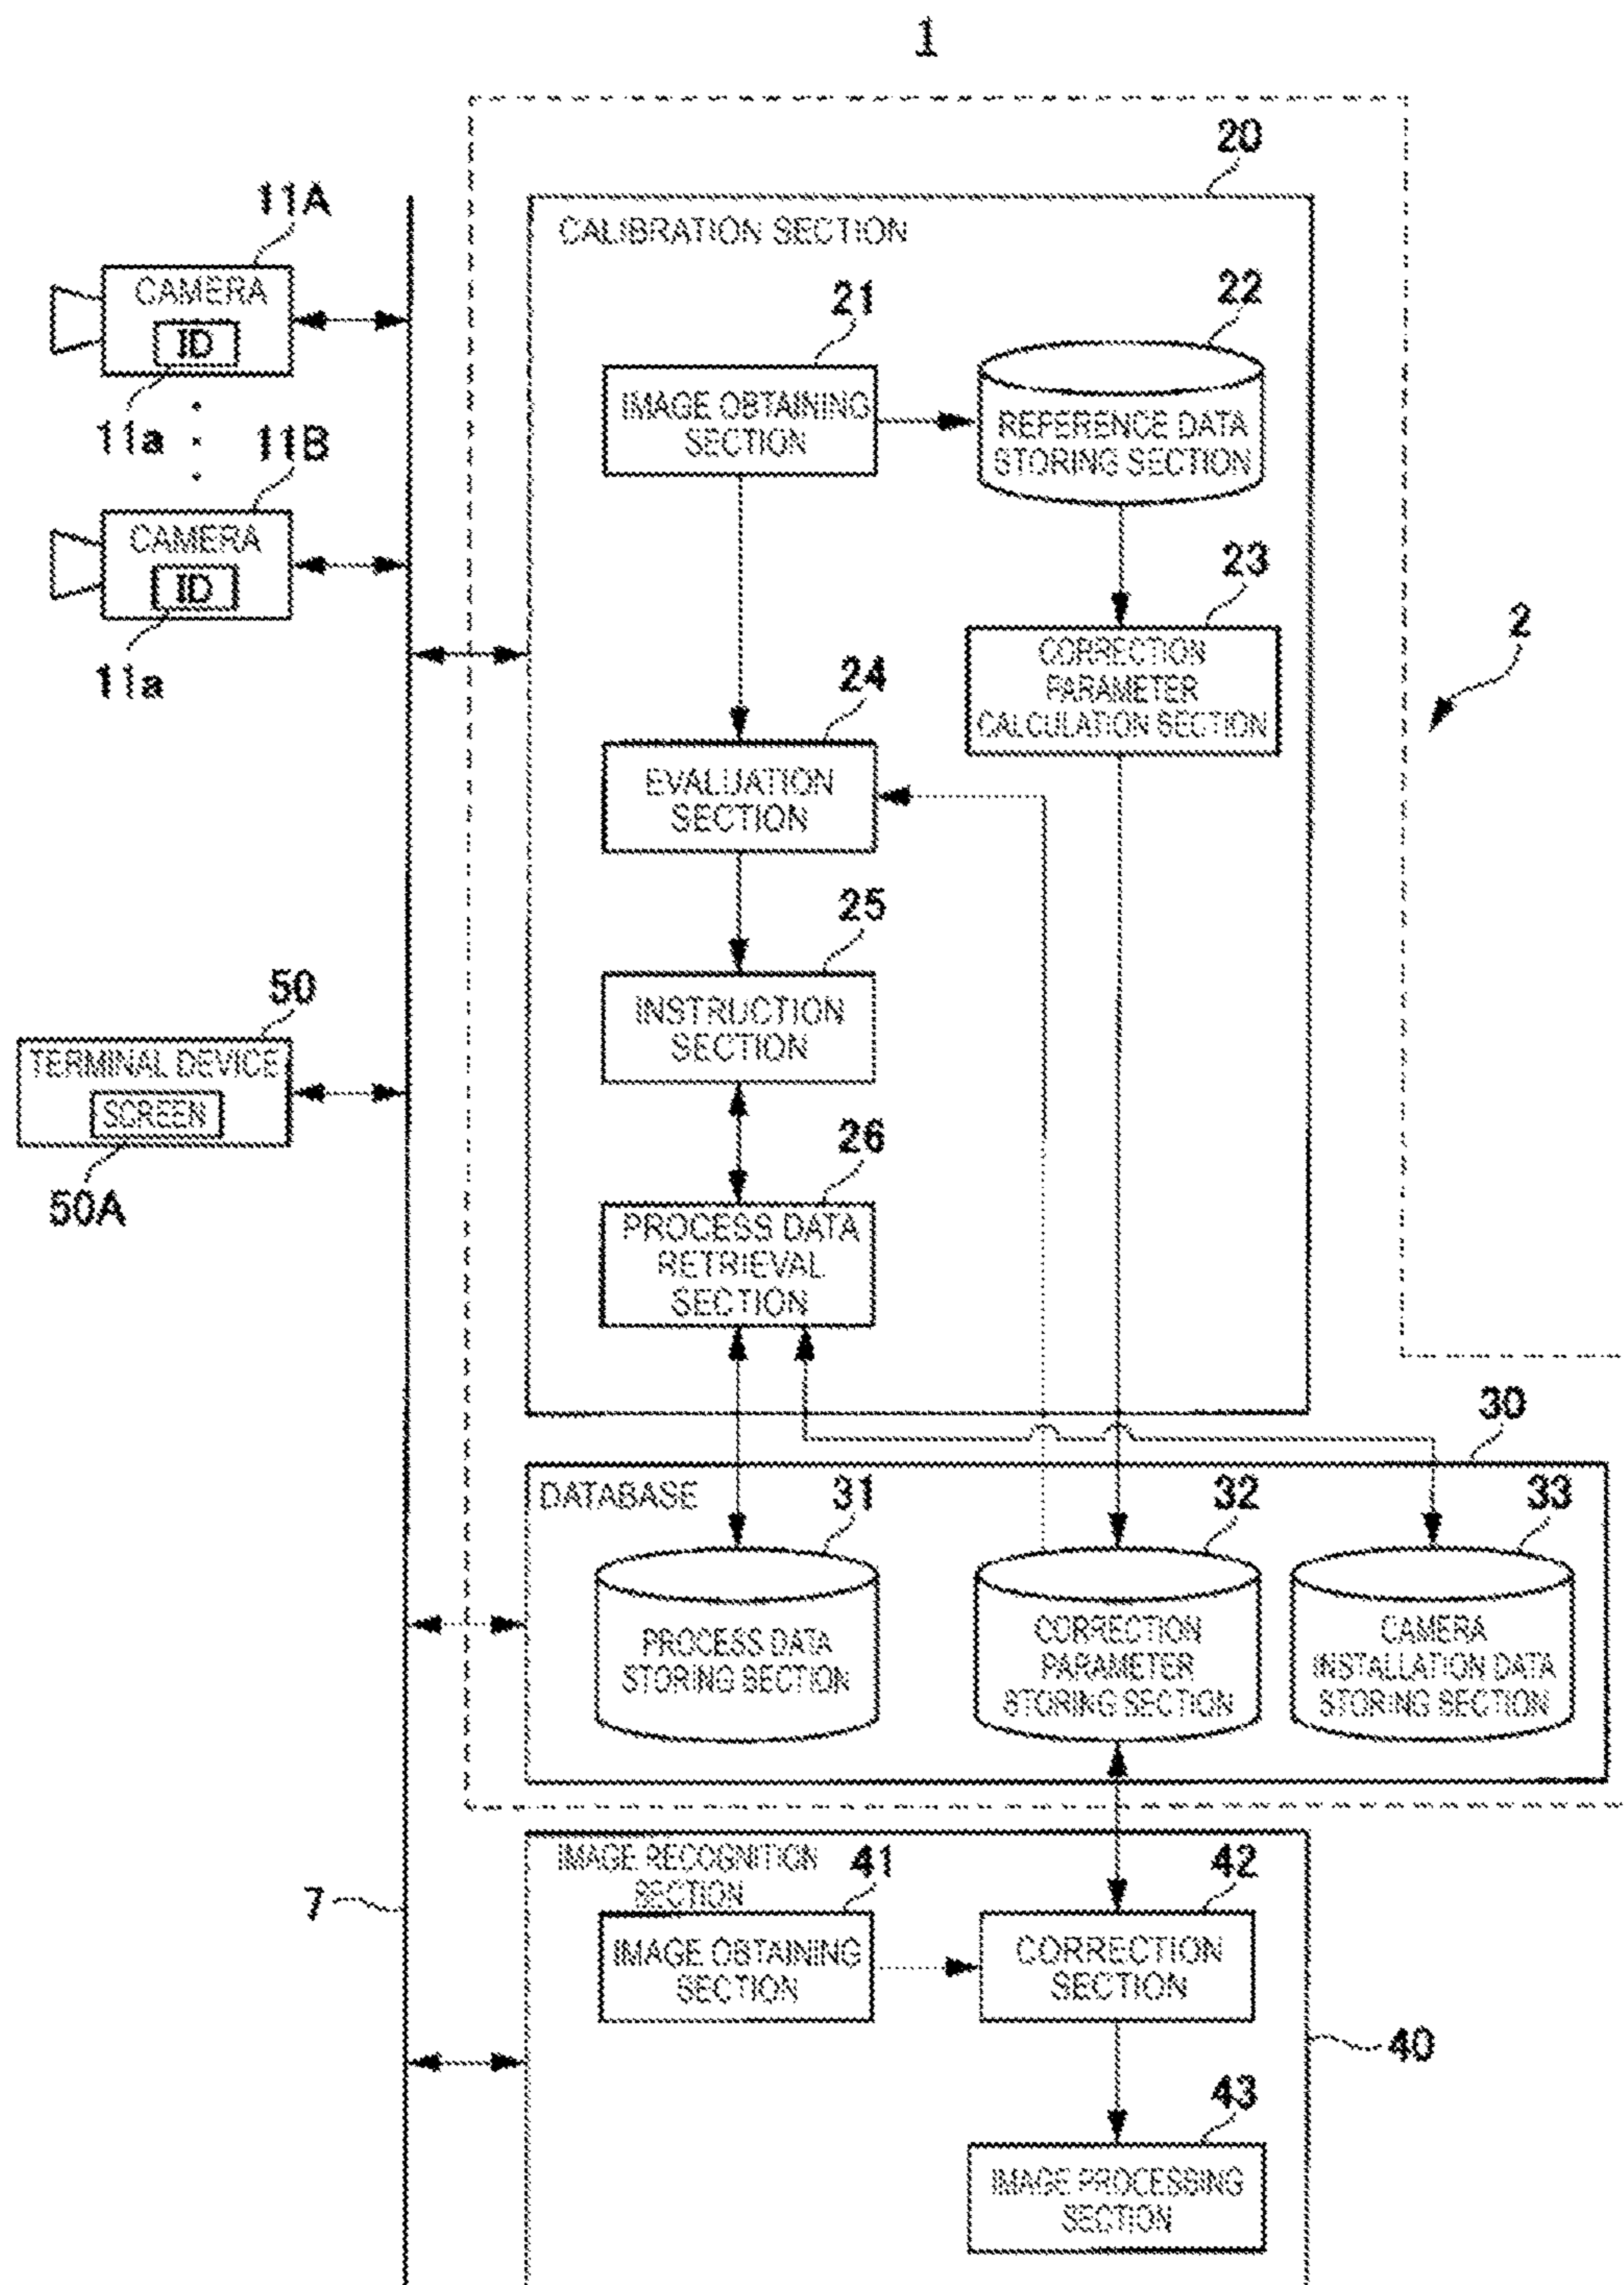 1
20
11A
CALIBRATION SECTION
CAMERA
ID
11a
21
22
IMAGE OBTAINING
SECTION
REFERENCE DATA
STORING SECTION
11B
CAMERA
ID
11a
23
CORRECTION
PARAMETER
CALCULATION SECTION
2
24
EVALUATION
SECTION
25
INSTRUCTION
SECTION
50
TERMINAL DEVICE
SCREEN
50A
26
PROCESS DATA
RETRIEVAL
SECTION
30
DATABASE
31
32
33
PROCESS DATA
STORING SECTION
CORRECTION
PARAMETER
STORING SECTION
CAMERA
INSTALLATION DATA
STORING SECTION
IMAGE RECOGNITION
SECTION
41
42
7
IMAGE OBTAINING
SECTION
CORRECTION
SECTION
40
43
IMAGE PROCESSING
SECTION